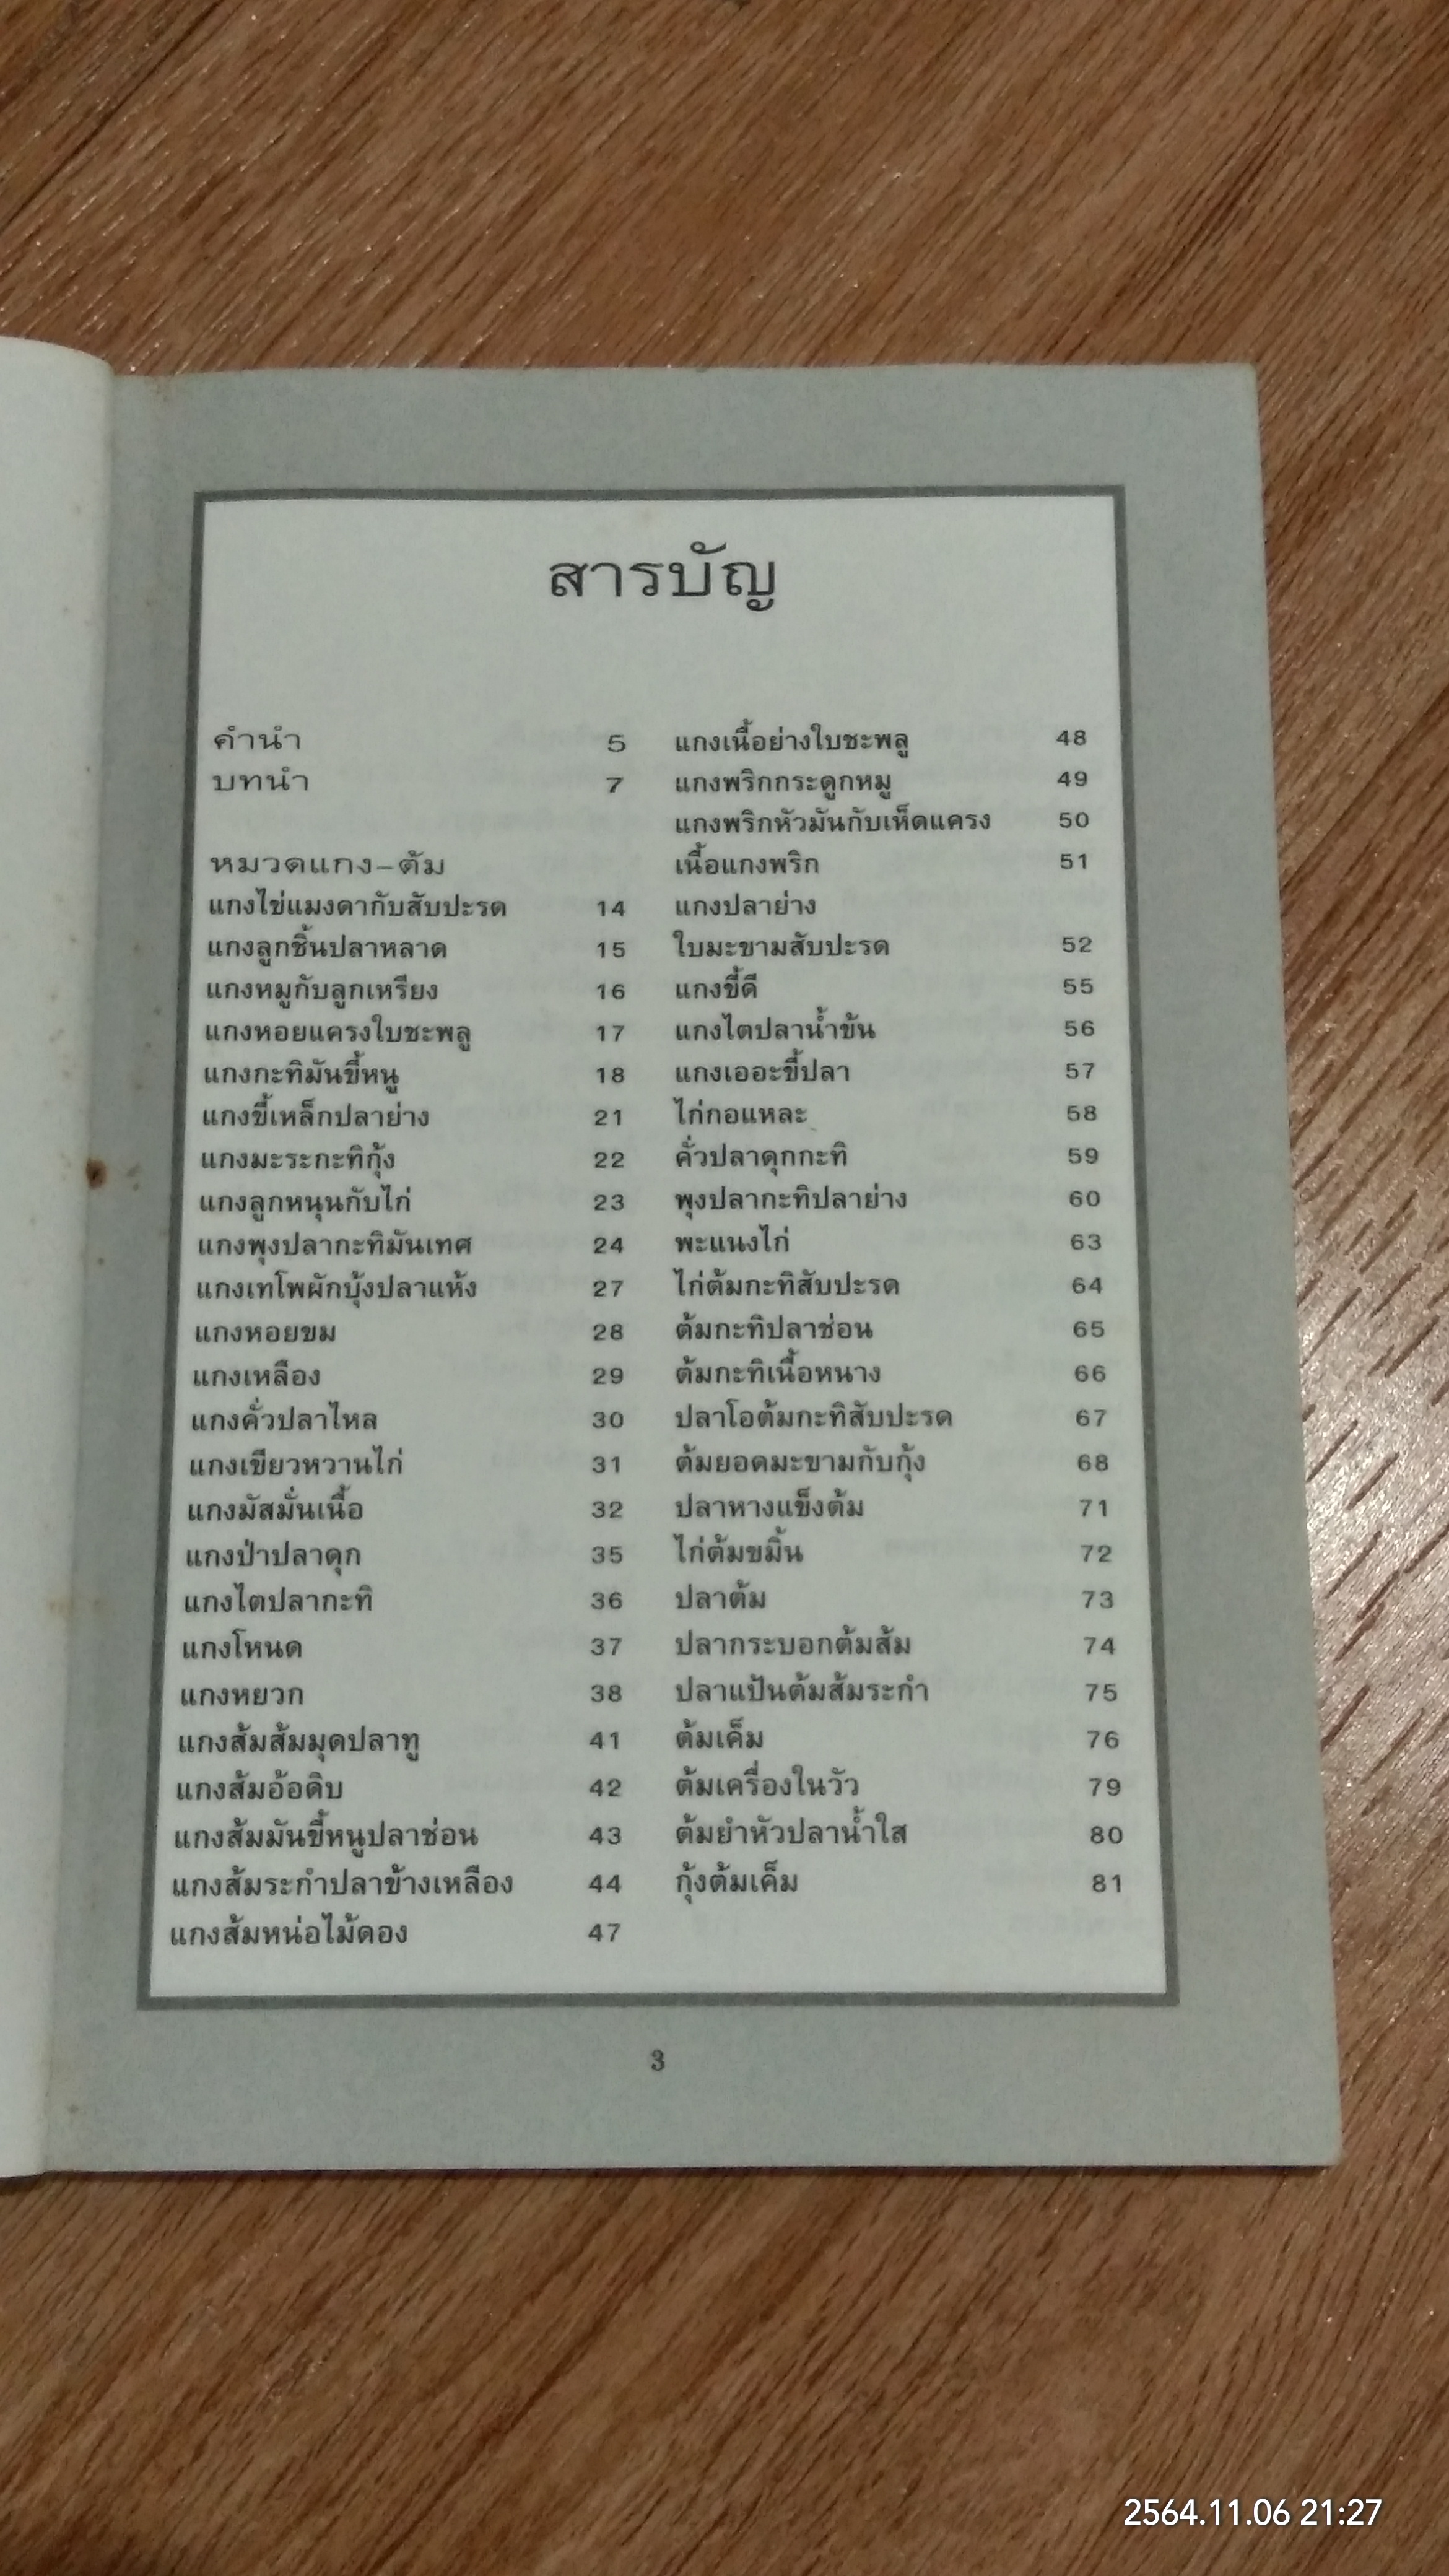 สารบัญ
คำนำ 5
บทนำ 7
หมวดแกง-ต้ม
แกงไข่แมงดากับสับปะรด 14
แกงลูกชิ้นปลาหลาด 15
แกงหมูกับลูกเหรียง 16
แกงหอยแครงใบชะพลู 17
แกงกะทิมันขี้หนู 18
แกงขี้เหล็กปลาย่าง 21
แกงมะระกะทิกุ้ง 22
แกงลูกหนุนกับไก่ 23
แกงพุงปลากะทิมันเทศ 24
แกงเทโพผักบุ้งปลาแห้ง 27
แกงหอยขม 28
แกงเหลือง 29
แกงคั่วปลาไหล 30
แกงเขียวหวานไก่ 31
แกงมัสมั่นเนื้อ 32
แกงป่าปลาดุก 35
แกงไตปลากะทิ 36
แกงโหนด 37
แกงหยวก 38
แกงส้มส้มมุดปลาทู 41
แกงส้มอ้อดิบ 42
แกงส้มมันขี้หนูปลาช่อน 43
แกงส้มระกำปลาข้างเหลือง 44
แกงส้มหน่อไม้ดอง 47
แกงเนื้อย่างใบชะพลู 48
แกงพริกกระดูกหมู 49
แกงพริกหัวมันกับเห็ดแครง 50
เนื้อแกงพริก 51
แกงปลาย่าง
ใบมะขามสับปะรด 52
แกงขี้ดี 55
แกงไตปลาน้ำข้น 56
แกงเออะขี้ปลา 57
ไก่กอแหละ 58
คั่วปลาดุกกะทิ 59
พุงปลากะทิปลาย่าง 60
พะแนงไก่ 63
ไก่ต้มกะทิสับปะรด 64
ต้มกะทิปลาช่อน 65
ต้มกะทิเนื้อหนาง 66
ปลาโอต้มกะทิสับปะรด 67
ต้มยอดมะขามกับกุ้ง 68
ปลาหางแข็งต้ม 71
ไก่ต้มขมิ้น 72
ปลาต้ม 73
ปลากระบอกต้มส้ม 74
ปลาแป้นต้มส้มระกำ 75
ต้มเค็ม 76
ต้มเครื่องในวัว 79
ต้มยำหัวปลาน้ำใส 80
กุ้งต้มเค็ม 81
3
2564.11.06 21:27